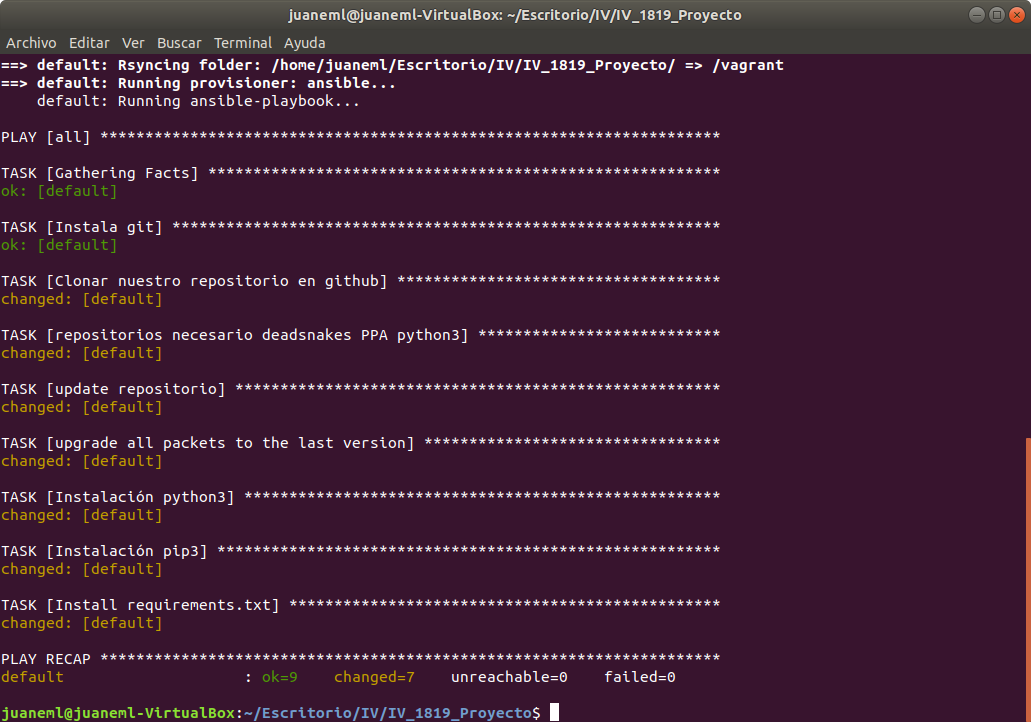 juaneml@juaneml-VirtualBox: ~/Escritorio/IV/IV_1819_Proyecto
Archivo Editar Ver Buscar Terminal Ayuda
==> default: Rsyncing folder: /home/juaneml/Escritorio/IV/IV_1819_Proyecto/ => /vagrant
==> default: Running provisioner: ansible...
    default: Running ansible-playbook...
PLAY [all] *********************************************************************
TASK [Gathering Facts] *********************************************************
ok: [default]
TASK [Instala git] *************************************************************
ok: [default]
TASK [Clonar nuestro repositorio en github] ************************************
changed: [default]
TASK [repositorios necesario deadsnakes PPA python3] ***************************
changed: [default]
TASK [update repositorio] ******************************************************
changed: [default]
TASK [upgrade all packets to the last version] *********************************
changed: [default]
TASK [Instalación python3] *****************************************************
changed: [default]
TASK [Instalación pip3] ********************************************************
changed: [default]
TASK [Install requirements.txt] ************************************************
changed: [default]
PLAY RECAP *********************************************************************
default                    : ok=9    changed=7    unreachable=0    failed=0
juaneml@juaneml-VirtualBox:~/Escritorio/IV/IV_1819_Proyecto$